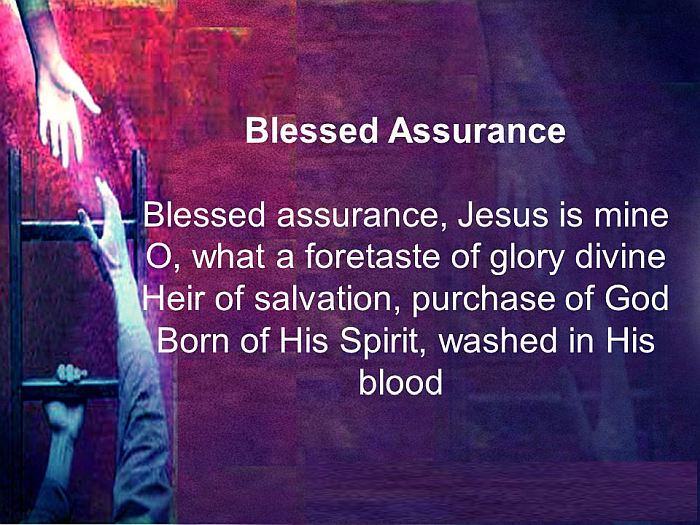 Blessed Assurance
Blessed assurance, Jesus is mine
O, what a foretaste of glory divine
Heir of salvation, purchase of God
Born of His Spirit, washed in His
blood